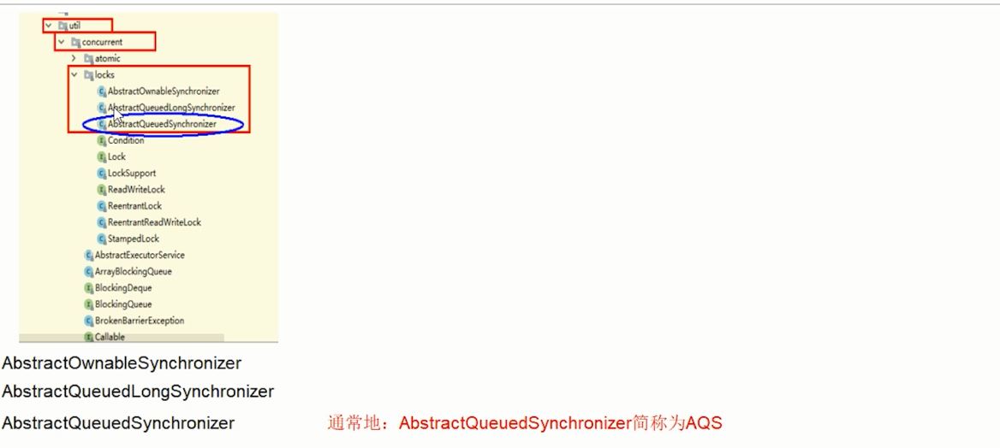 util
concurrent
atomic
locks
AbstractOwnableSynchronizer
AbstractQueuedLongSynchronizer
AbstractQueuedSynchronizer
Condition
Lock
LockSupport
ReadWriteLock
ReentrantLock
ReentrantReadWriteLock
StampedLock
AbstractExecutorService
ArrayBlockingQueue
BlockingDeque
BlockingQueue
BrokenBarrierException
Callable
AbstractOwnableSynchronizer
AbstractQueuedLongSynchronizer
AbstractQueuedSynchronizer 通常地：AbstractQueuedSynchronizer简称为AQS